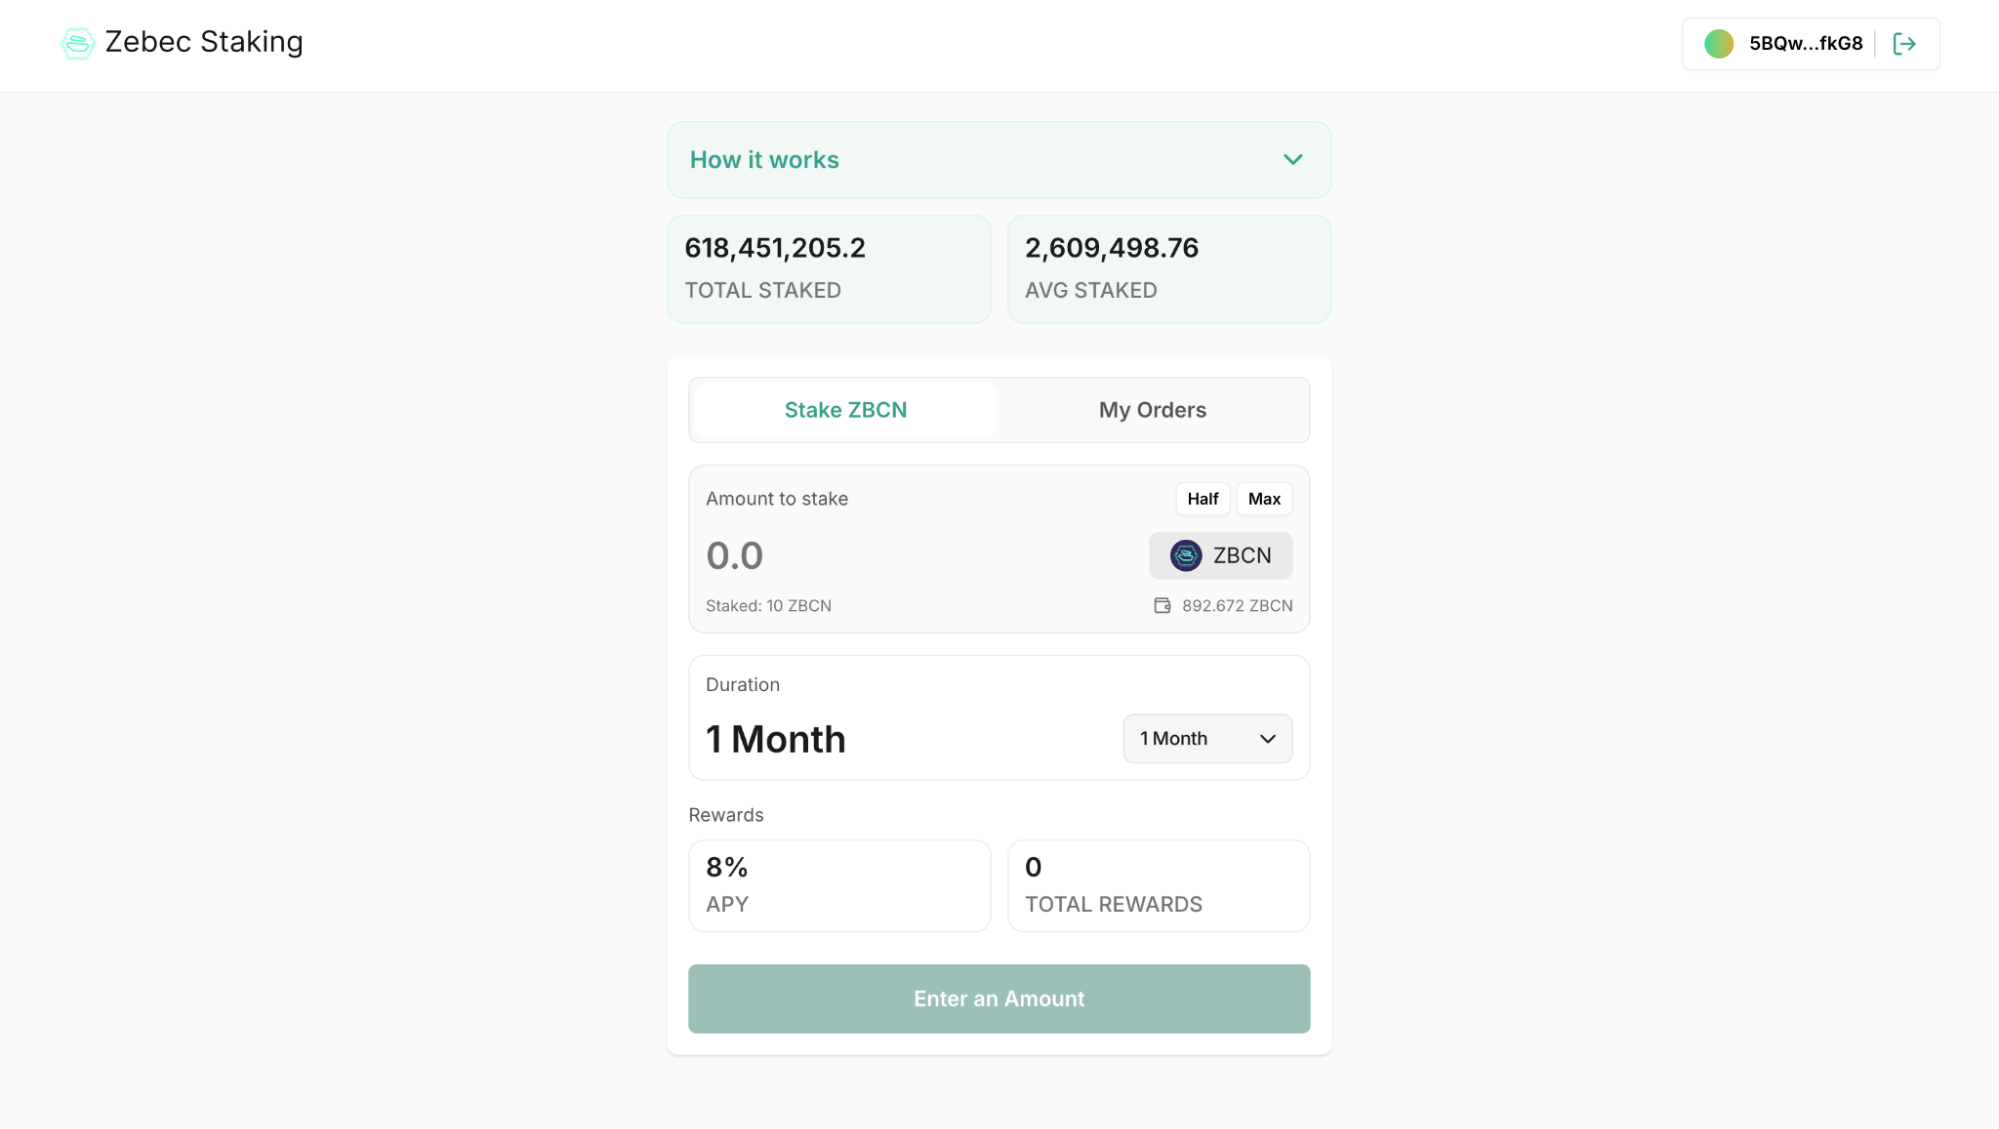 Zebec Staking
5BQw...fkG8
How it works
618,451,205.2
TOTAL STAKED
2,609,498.76
AVG STAKED
Stake ZBCN
My Orders
Amount to stake
Half
Max
0.0
ZBCN
Staked: 10 ZBCN
892.672 ZBCN
Duration
1 Month
1 Month
Rewards
8%
APY
0
TOTAL REWARDS
Enter an Amount